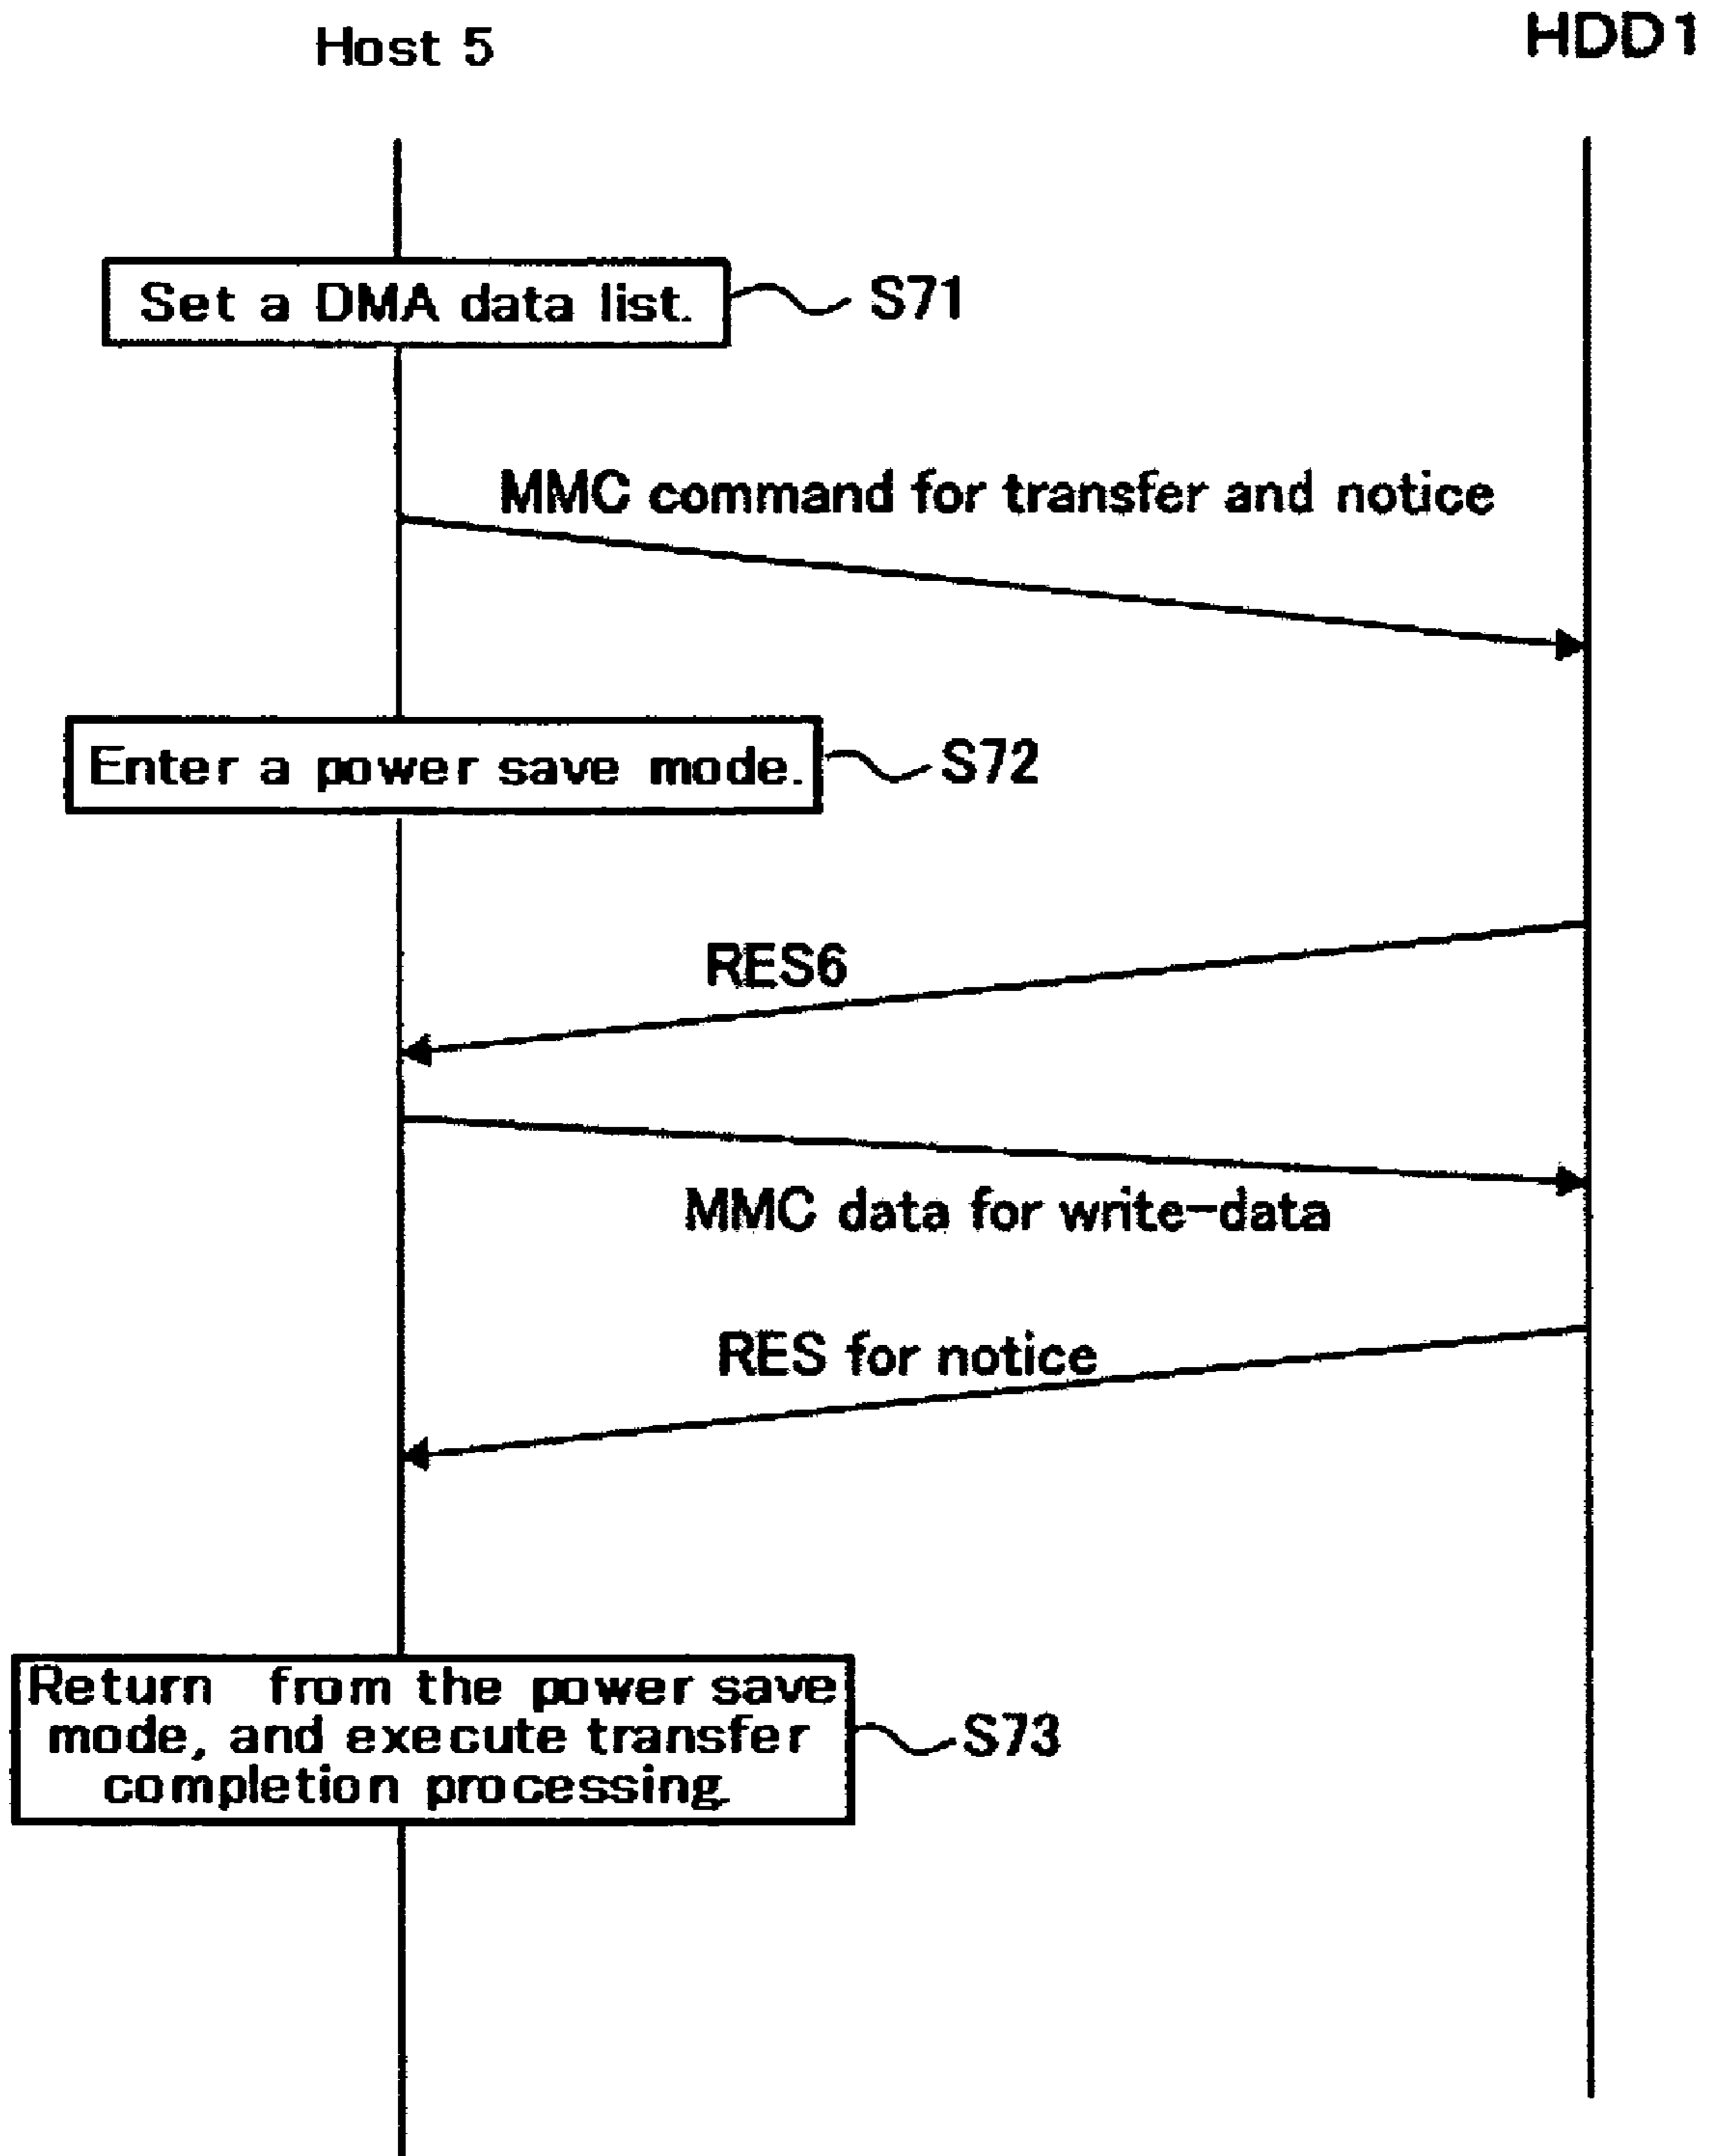 Host 5
HDD1
Set a DMA data list.
S71
MMC command for transfer and notice
Enter a power save mode.
S72
RES6
MMC data for write-data
RES for notice
Return from the power save
mode, and execute transfer
completion processing.
S73